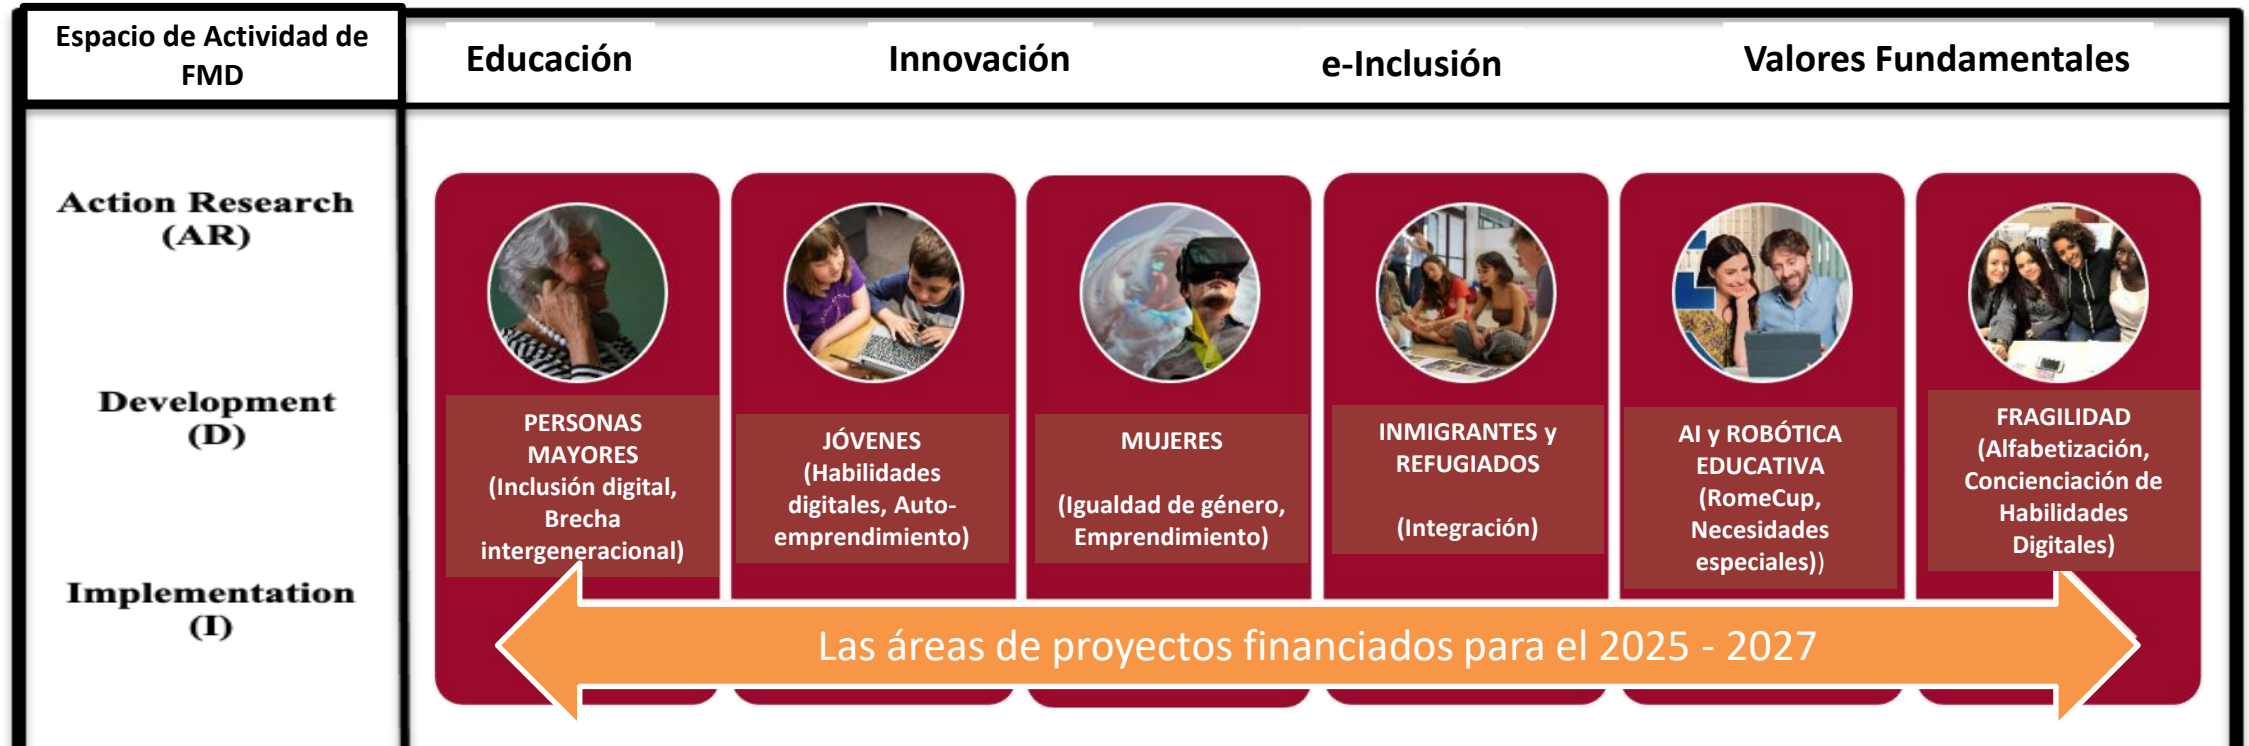 Espacio de Actividad de
FMD
Educación
Innovación
e-Inclusión
Valores Fundamentales
Action Research
(AR)
Development
(D)
Implementation
(I)
PERSONAS
MAYORES
(Inclusión digital,
Brecha
intergeneracional)
JÓVENES
(Habilidades
digitales, Auto-
emprendimiento)
MUJERES
(Igualdad de género,
Emprendimiento)
INMIGRANTES y
REFUGIADOS
(Integración)
AI y ROBÓTICA
EDUCATIVA
(RomeCup,
Necesidades
especiales))
FRAGILIDAD
(Alfabetización,
Concienciación de
Habilidades
Digitales)
Las áreas de proyectos financiados para el 2025 - 2027